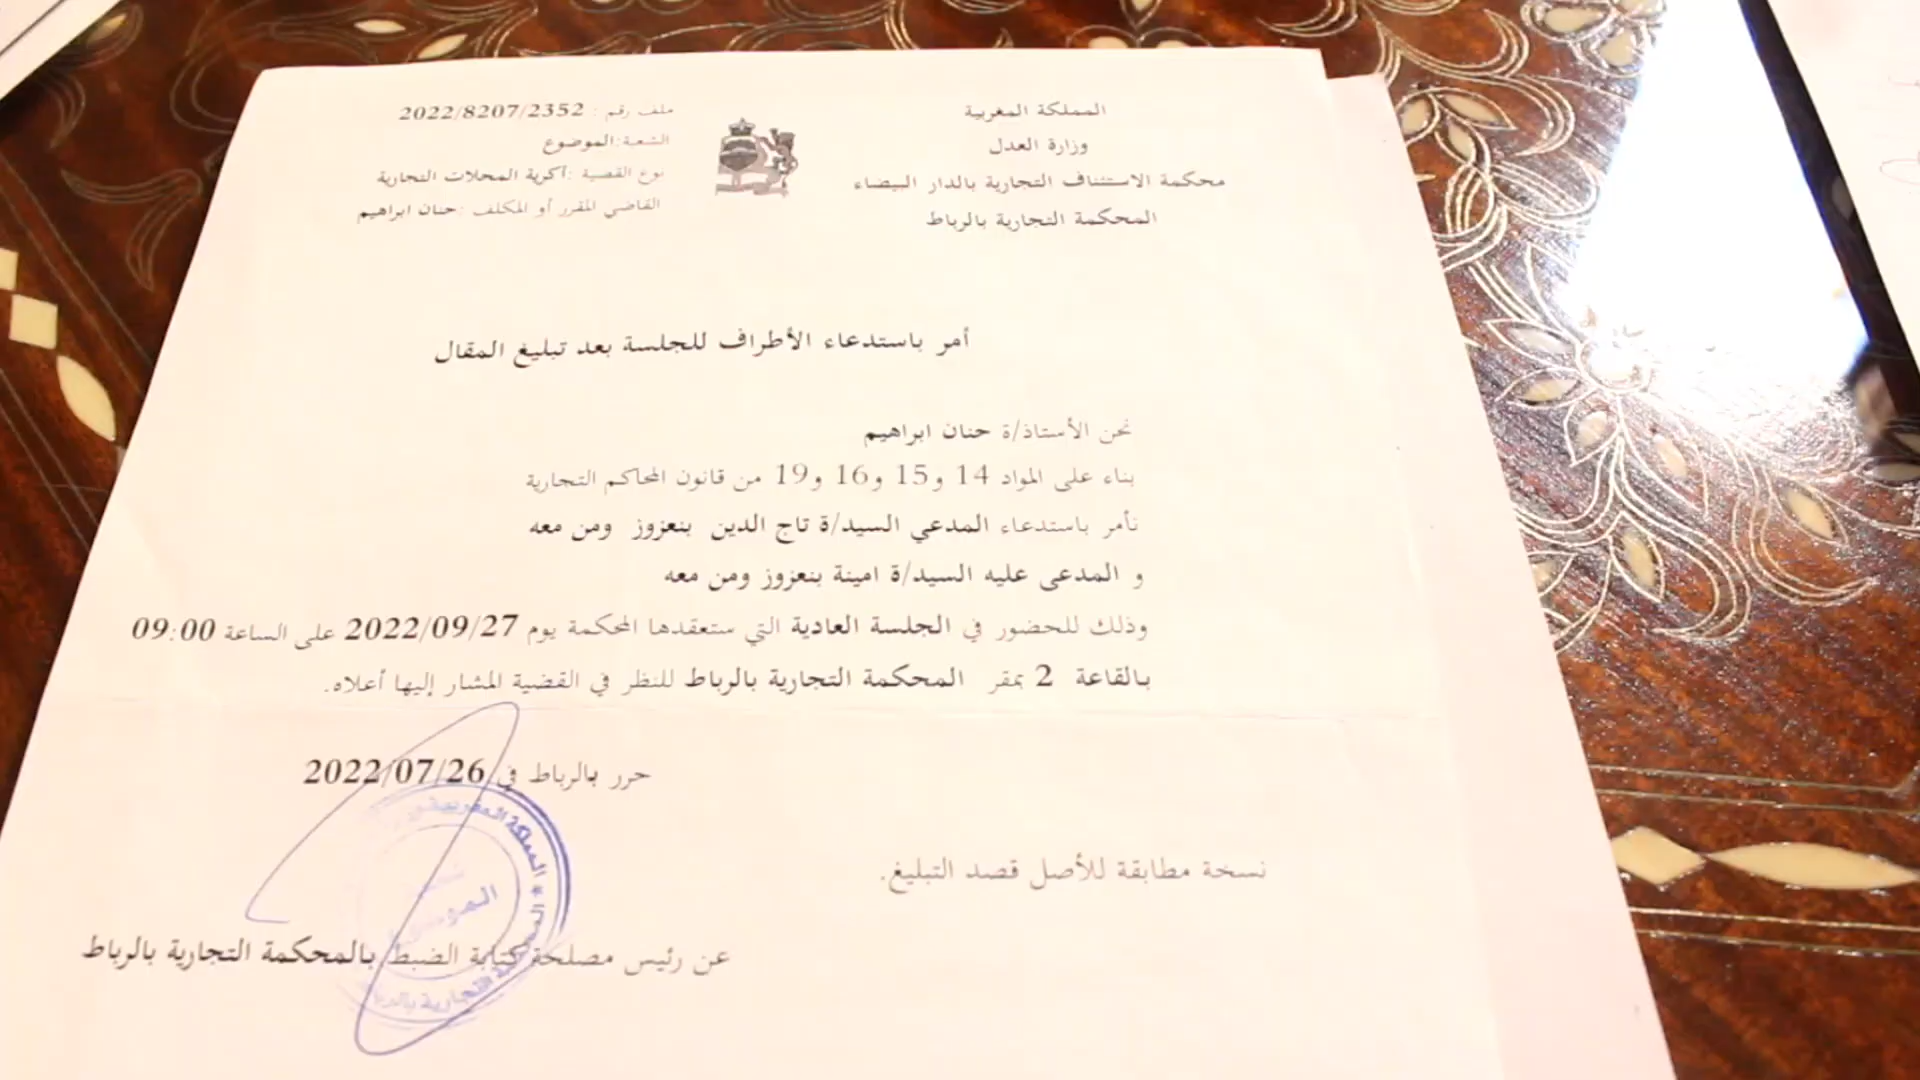 المملكة المغربية
وزارة العدل
محكمة الاستئناف التجارية بالدار البيضاء
المحكمة التجارية بالرباط
ملف رقم : 2022/8207/2352
الشعبة:الموضوع
نوع القضية :أكرية المحلات التجارية
القاضي المقرر أو المكلف :حنان ابراهيم
أمر باستدعاء الأطراف للجلسة بعد تبليغ المقال
نحن الأستاذ/ة حنان ابراهيم
بناء على المواد 14 و15 و16 و19 من قانون المحاكم التجارية
نأمر باستدعاء المدعي السيد/ة تاج الدين بنعزوز ومن معه
و المدعى عليه السيد/ة امينة بنعزوز ومن معه
وذلك للحضور في الجلسة العادية التي ستعقدها المحكمة يوم 2022/09/27 على الساعة 09:00
بالقاعة 2 بمقر المحكمة التجارية بالرباط للنظر في القضية المشار إليها أعلاه.
حرر بالرباط في 2022/07/26
نسخة مطابقة للأصل قصد التبليغ.
عن رئيس مصلحة كتابة الضبط بالمحكمة التجارية بالرباط
المملكة المغربية
التجارية بالرباط